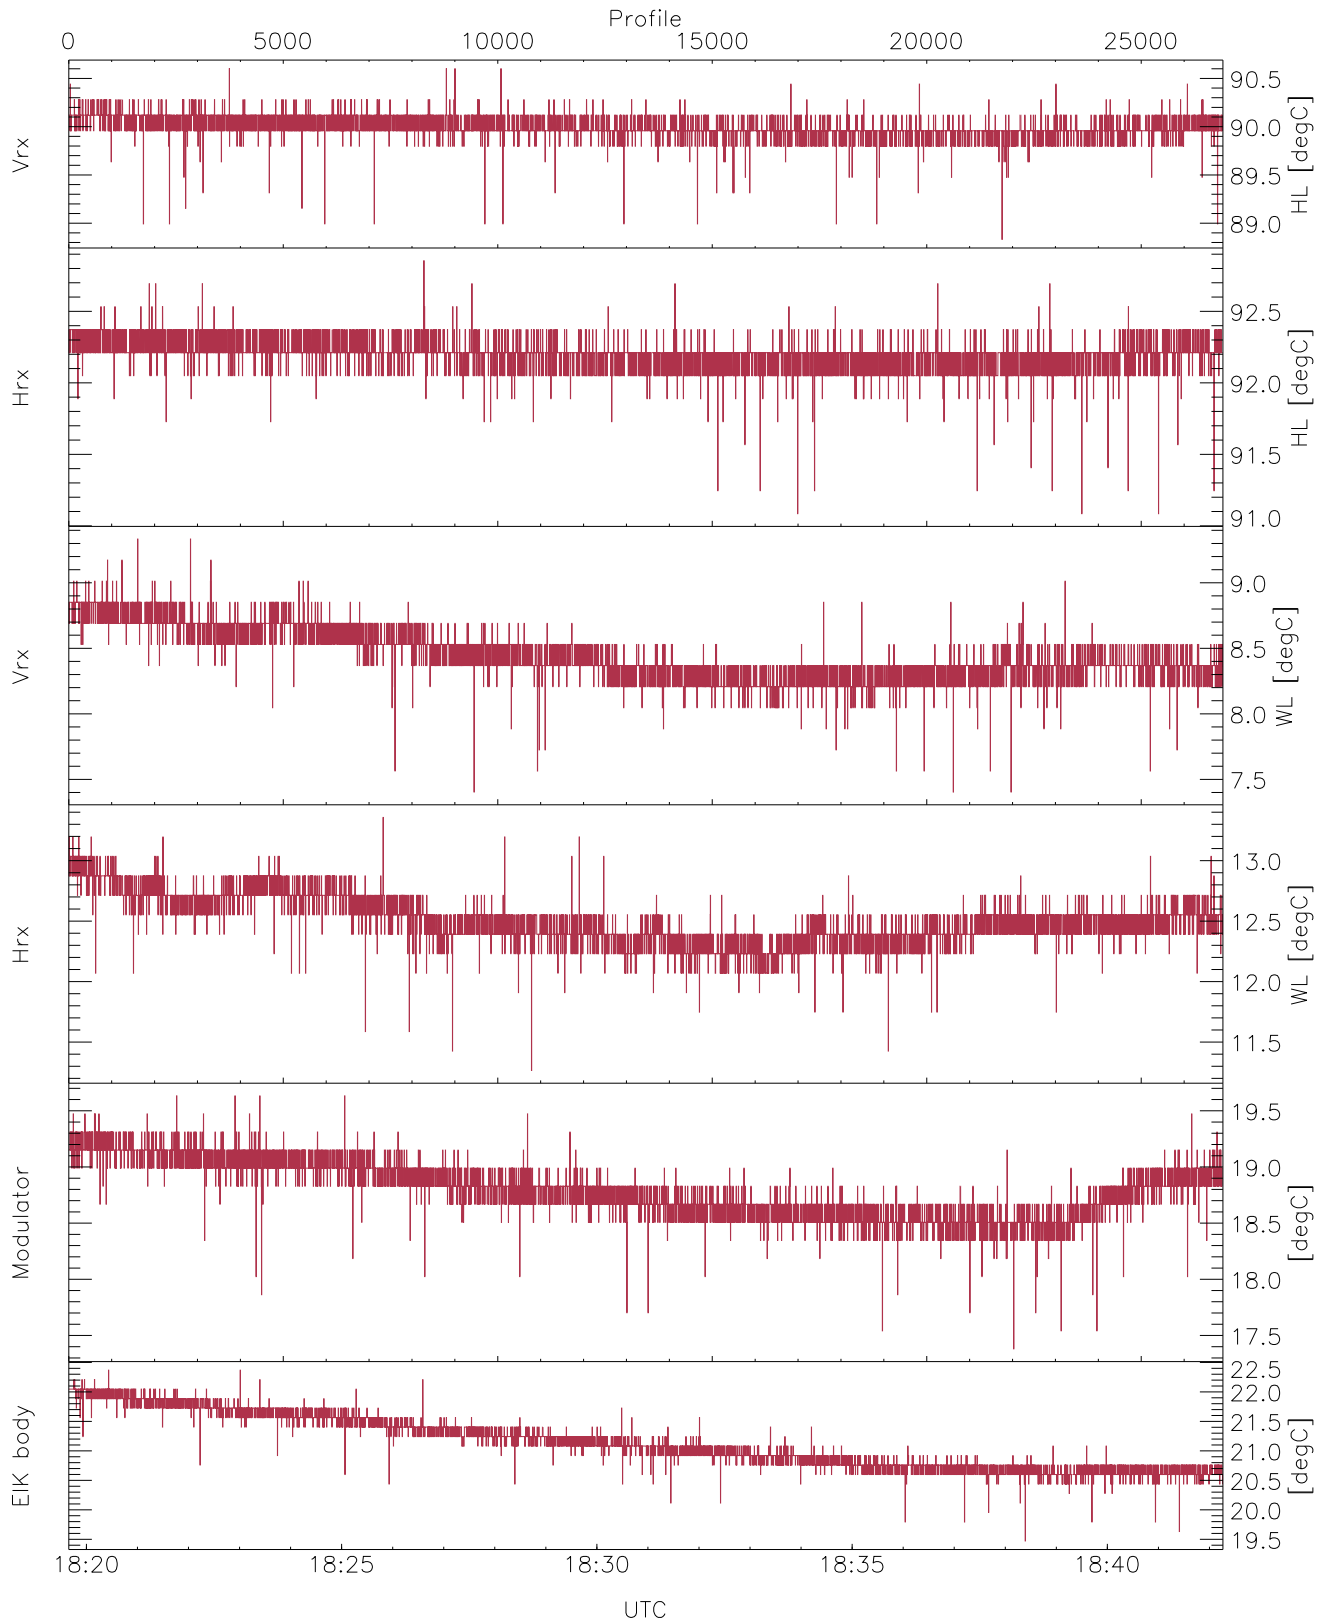 Profile
0 5000 10000 15000 20000 25000
Vrx
90.5
90.0
89.5
89.0
HL [degC]
Hrx
92.5
92.0
91.5
91.0
HL [degC]
Vrx
9.0
8.5
8.0
7.5
WL [degC]
Hrx
13.0
12.5
12.0
11.5
WL [degC]
Modulator
19.5
19.0
18.5
18.0
17.5
[degC]
EIK body
22.5
22.0
21.5
21.0
20.5
20.0
19.5
[degC]
18:20 18:25 18:30 18:35 18:40
UTC